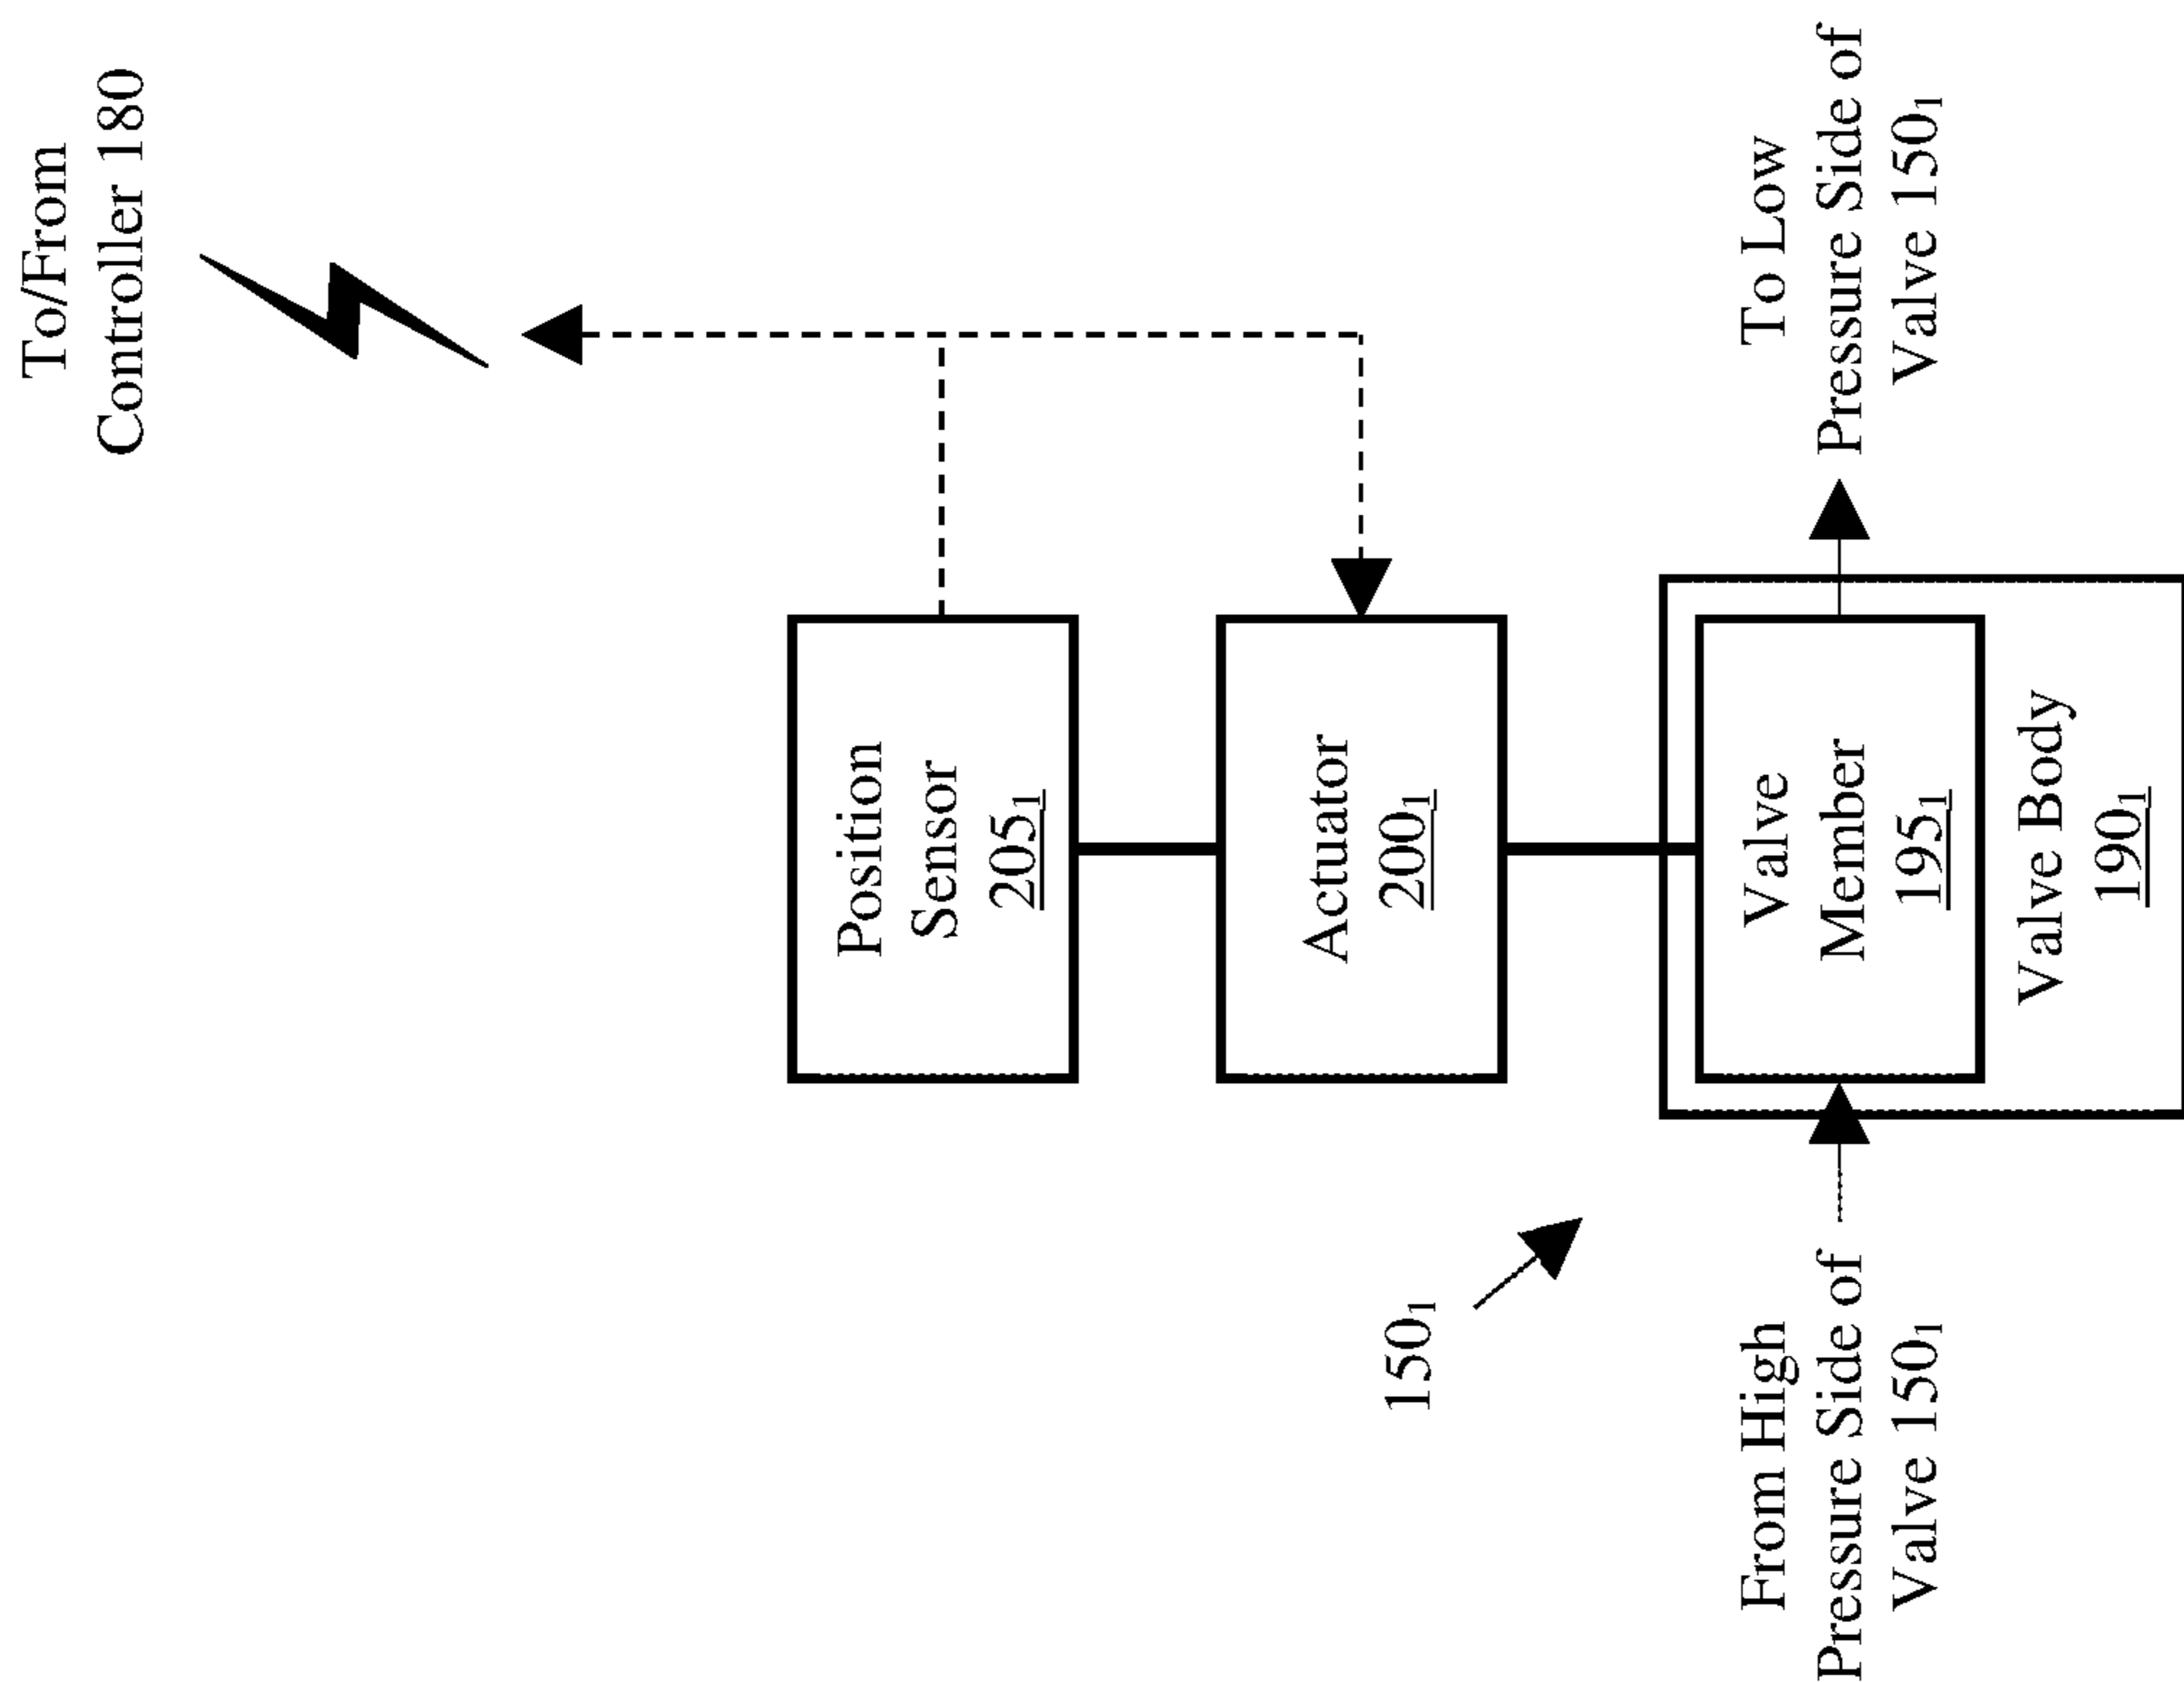 To/From
Controller 180
Position
Sensor
205₁
Actuator
200₁
150₁
From High
Pressure Side of
Valve 150₁
Valve
Member
195₁
Valve Body
190₁
To Low
Pressure Side of
Valve 150₁